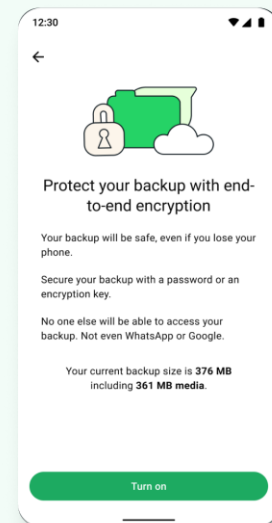 12:30
Protect your backup with end-
to-end encryption
Your backup will be safe, even if you lose your
phone.
Secure your backup with a password or an
encryption key.
No one else will be able to access your
backup. Not even WhatsApp or Google.
Your current backup size is 376 MB
including 361 MB media.
Turn on